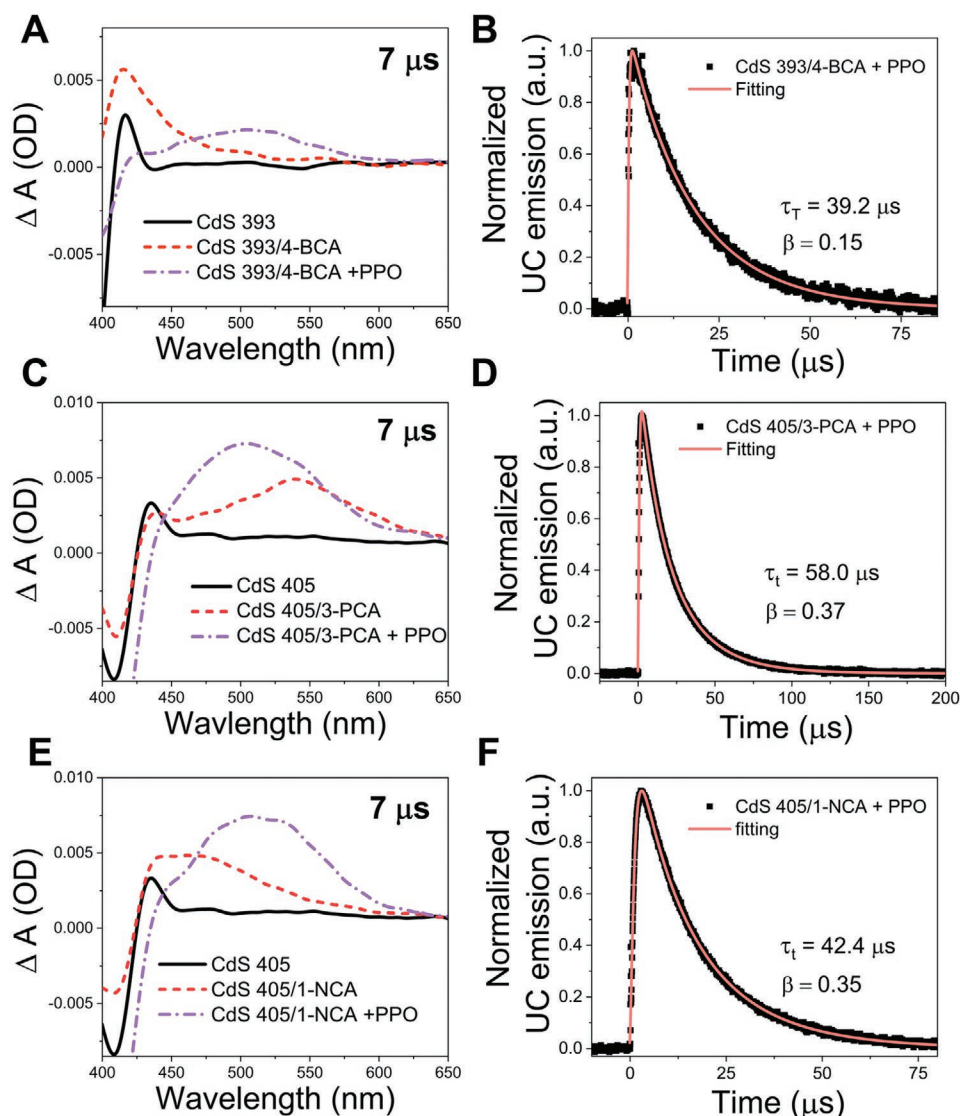 A
7 μs
0.005
0.000
-0.005
Δ A (OD)
CdS 393
CdS 393/4-BCA
CdS 393/4-BCA +PPO
400 450 500 550 600 650
Wavelength (nm)
B
Normalized
UC emission (a.u.)
1.0
0.8
0.6
0.4
0.2
0.0
CdS 393/4-BCA + PPO
Fitting
τT = 39.2 μs
β = 0.15
0 25 50 75
Time (μs)
C
7 μs
0.010
0.005
0.000
-0.005
Δ A (OD)
CdS 405
CdS 405/3-PCA
CdS 405/3-PCA + PPO
400 450 500 550 600 650
Wavelength (nm)
D
Normalized
UC emission (a.u.)
1.0
0.8
0.6
0.4
0.2
0.0
CdS 405/3-PCA + PPO
Fitting
τt = 58.0 μs
β = 0.37
0 50 100 150 200
Time (μs)
E
7 μs
0.010
0.005
0.000
-0.005
Δ A (OD)
CdS 405
CdS 405/1-NCA
CdS 405/1-NCA +PPO
400 450 500 550 600 650
Wavelength (nm)
F
Normalized
UC emission (a.u.)
1.0
0.8
0.6
0.4
0.2
0.0
CdS 405/1-NCA + PPO
fitting
τt = 42.4 μs
β = 0.35
0 25 50 75
Time (μs)